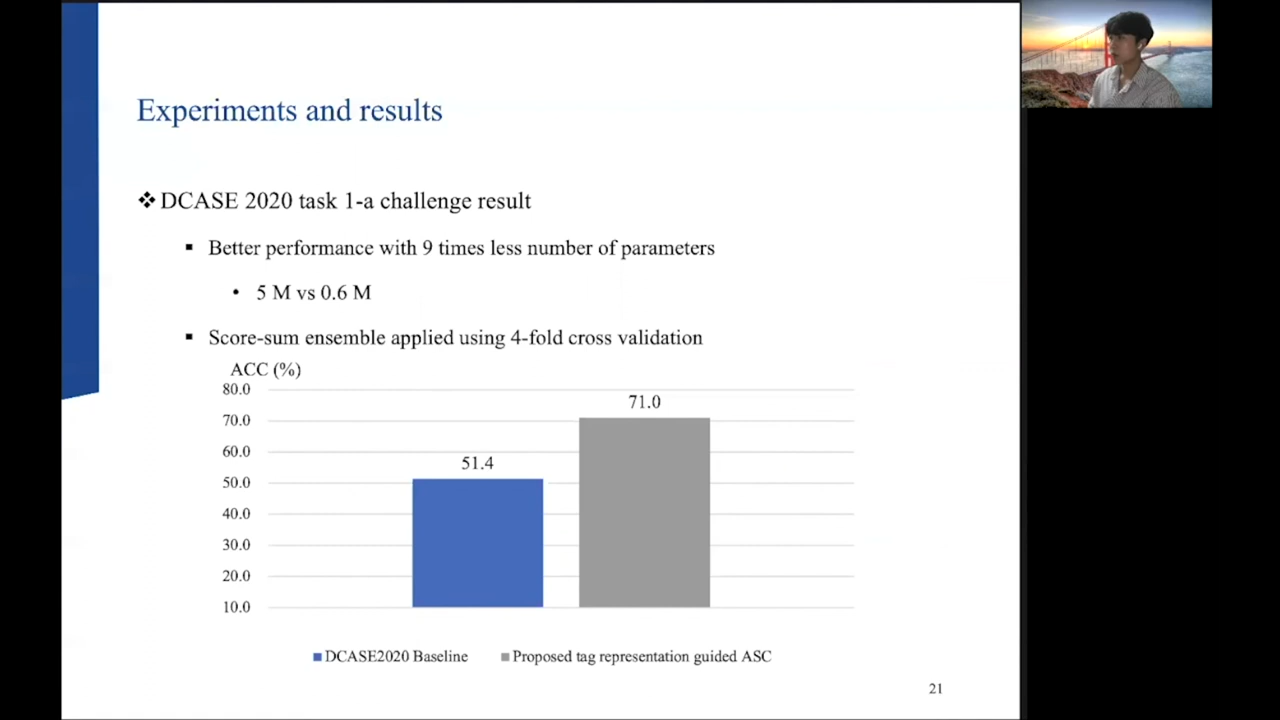 Experiments and results
❖ DCASE 2020 task 1-a challenge result
▪ Better performance with 9 times less number of parameters
• 5 M vs 0.6 M
▪ Score-sum ensemble applied using 4-fold cross validation
ACC (%)
80.0
70.0
60.0
50.0
40.0
30.0
20.0
10.0
51.4
71.0
DCASE2020 Baseline
Proposed tag representation guided ASC
21